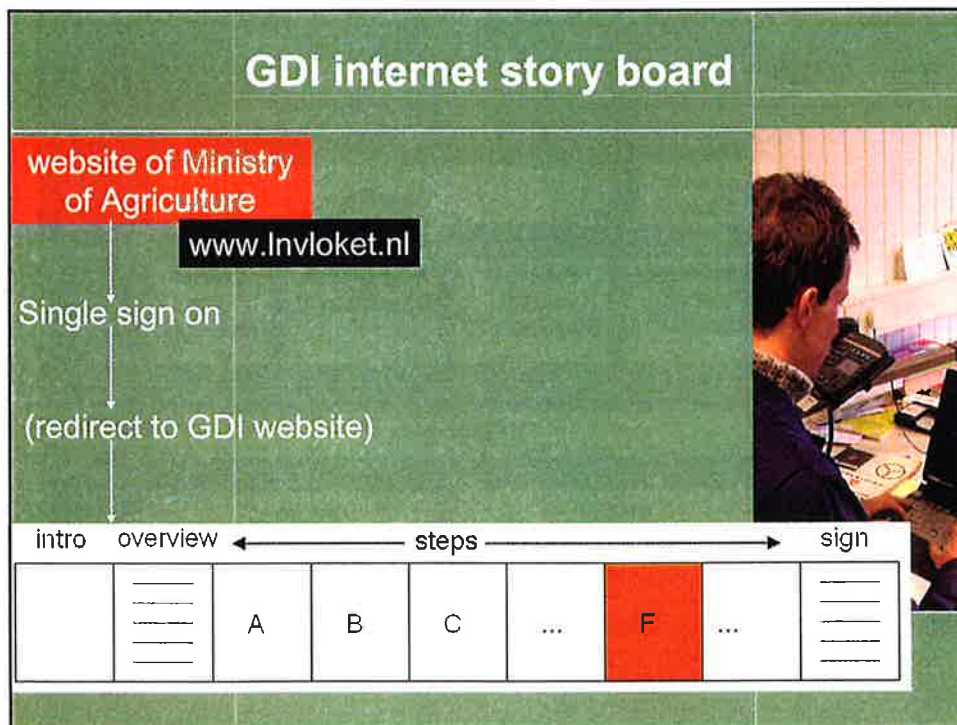 GDI internet story board
website of Ministry
of Agriculture
www.lnvloket.nl
Single sign on
(redirect to GDI website)
intro overview steps sign
A B C ... F ...